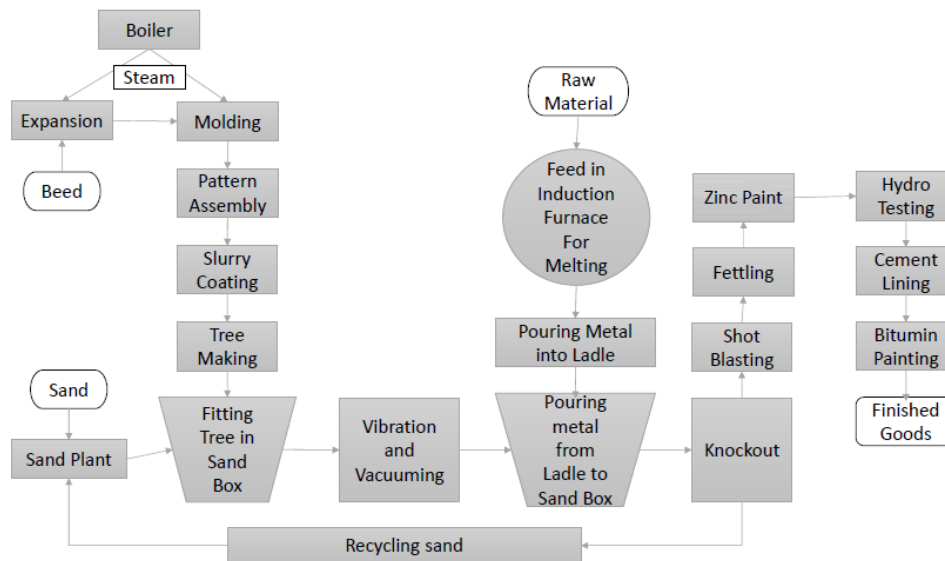 Boiler
Steam
Expansion
Molding
Beed
Pattern
Assembly
Slurry
Coating
Tree
Making
Sand
Sand Plant
Fitting
Tree in
Sand
Box
Vibration
and
Vacuuming
Raw
Material
Feed in
Induction
Furnace
For
Melting
Pouring Metal
into Ladle
Pouring
metal
from
Ladle to
Sand Box
Knockout
Recycling sand
Shot
Blasting
Fettling
Zinc Paint
Hydro
Testing
Cement
Lining
Bitumin
Painting
Finished
Goods